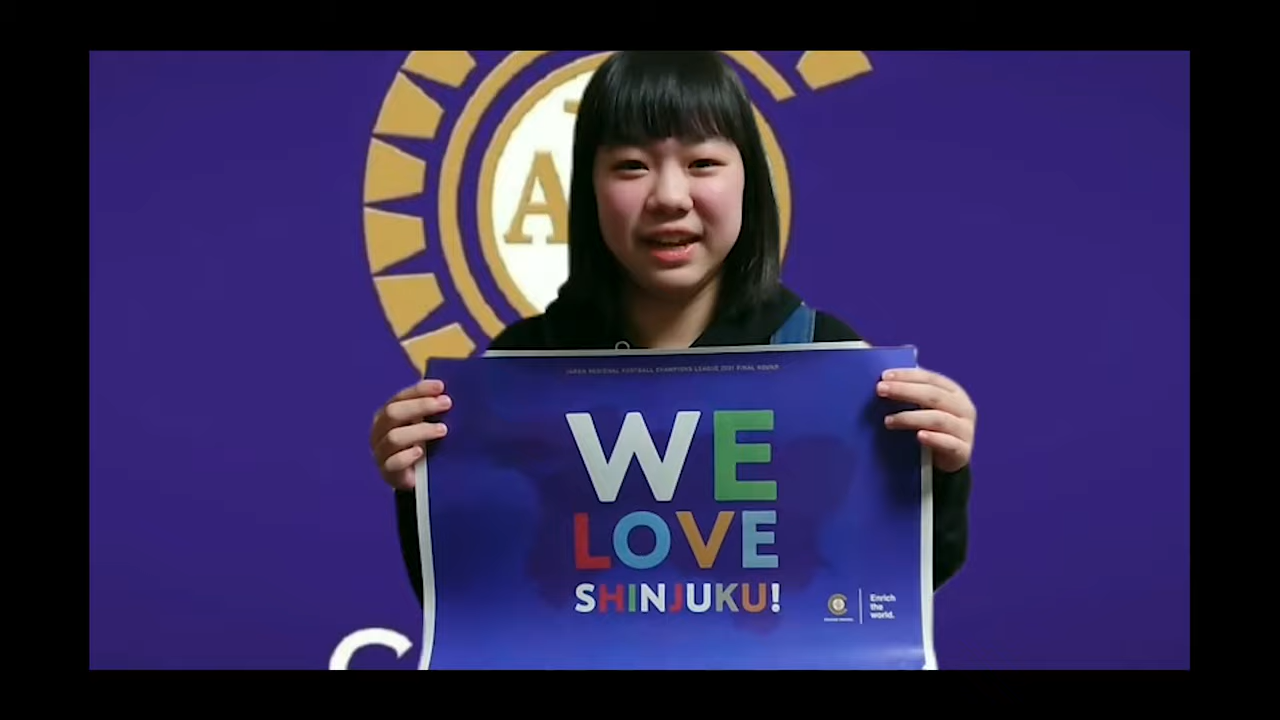 A
JAPAN REGIONAL FOOTBALL CHAMPIONS LEAGUE 2021 FINAL ROUND
WE
LOVE
SHINJUKU!
Enrich
the
world.
C